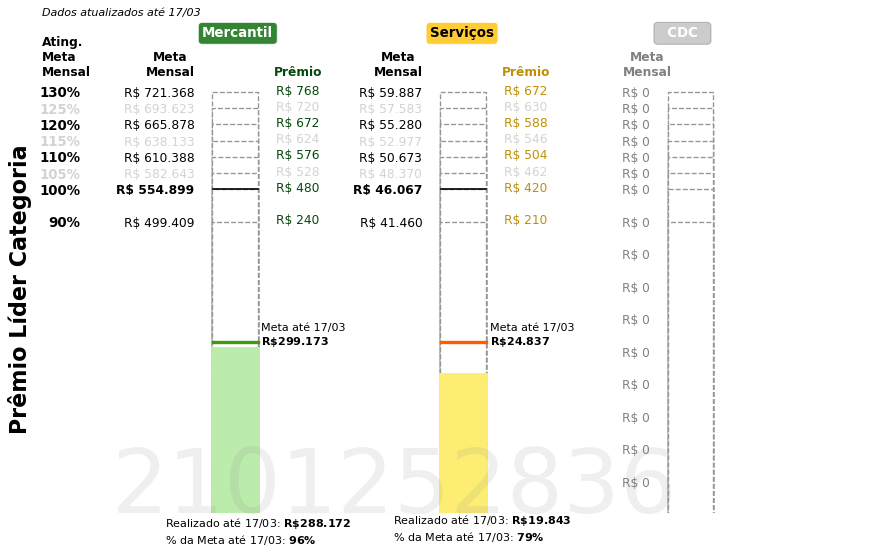 Dados atualizados até 17/03
Mercantil Serviços CDC
Ating.
Meta Meta Meta Meta
Mensal Mensal Prêmio Mensal Prêmio Mensal
130% R$ 721.368 R$ 768 R$ 59.887 R$ 672 R$ 0
125% R$ 693.623 R$ 720 R$ 57.583 R$ 630 R$ 0
120% R$ 665.878 R$ 672 R$ 55.280 R$ 588 R$ 0
115% R$ 638.133 R$ 624 R$ 52.977 R$ 546 R$ 0
110% R$ 610.388 R$ 576 R$ 50.673 R$ 504 R$ 0
105% R$ 582.643 R$ 528 R$ 48.370 R$ 462 R$ 0
100% R$ 554.899 R$ 480 R$ 46.067 R$ 420 R$ 0
90% R$ 499.409 R$ 240 R$ 41.460 R$ 210 R$ 0
R$ 0
R$ 0
R$ 0
Meta até 17/03 Meta até 17/03
R$299.173 R$24.837
R$ 0
R$ 0
R$ 0
R$ 0
R$ 0
Prêmio Líder Categoria
2101252836
Realizado até 17/03: R$288.172 Realizado até 17/03: R$19.843
% da Meta até 17/03: 96% % da Meta até 17/03: 79%